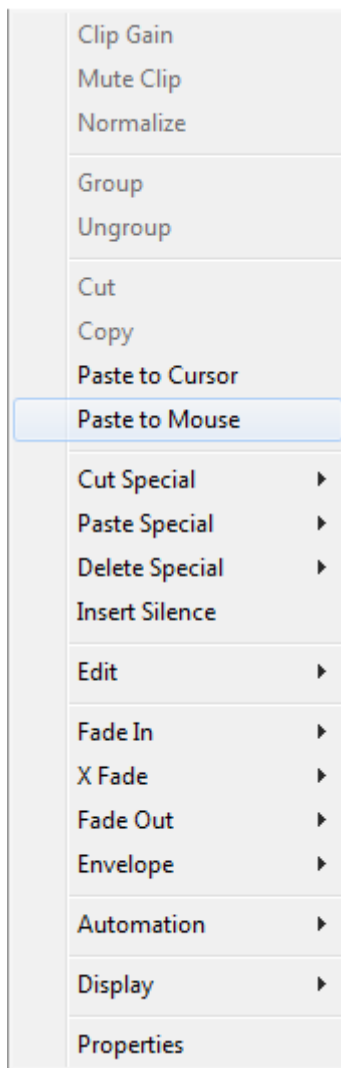 Clip Gain
Mute Clip
Normalize
Group
Ungroup
Cut
Copy
Paste to Cursor
Paste to Mouse
Cut Special
Paste Special
Delete Special
Insert Silence
Edit
Fade In
X Fade
Fade Out
Envelope
Automation
Display
Properties